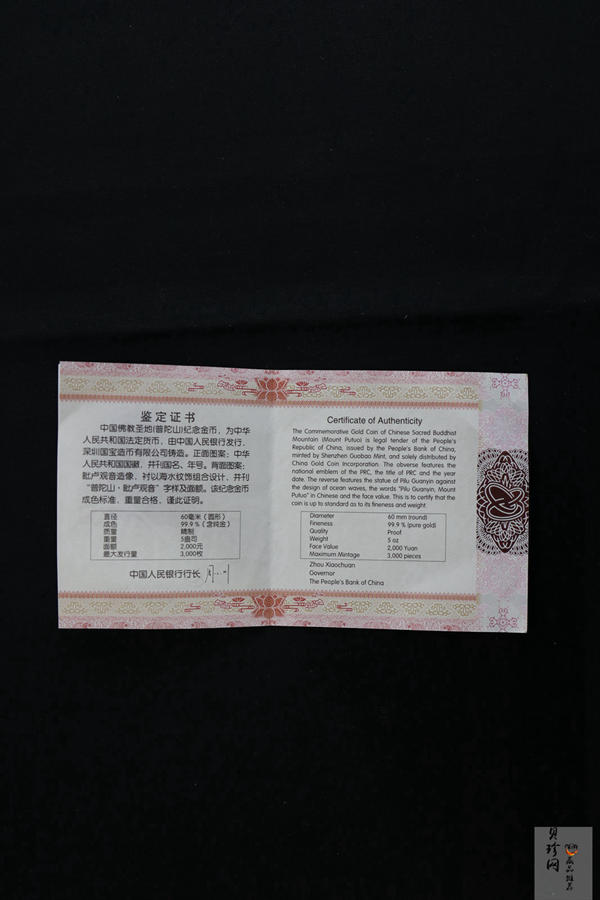 鉴定证书
中国佛教圣地(普陀山)纪念金币，为中华
人民共和国法定货币，由中国人民银行发行，
深圳国宝造币有限公司铸造。正面图案：中华
人民共和国国徽，并刊国名、年号。背面图案：
毗卢观音造像，衬以海水纹饰组合设计，并刊
“普陀山·毗卢观音”字样及面额。该纪念金币
成色标准，重量合格，谨此证明。
直径 60毫米（圆形）
成色 99.9％（含纯金）
质量 精制
重量 5盎司
面额 2,000元
最大发行量 3,000枚
中国人民银行行长
Certificate of Authenticity
The Commemorative Gold Coin of Chinese Sacred Buddhist
Mountain (Mount Putuo) is legal tender of the People's
Republic of China, issued by the People's Bank of China,
minted by Shenzhen Guobao Mint, and solely distributed by
China Gold Coin Incorporation. The obverse features the
national emblem of the PRC, the title of PRC and the year
date. The reverse features the statue of Pilu Guanyin against
the design of ocean waves, the words "Pilu Guanyin, Mount
Putuo" in Chinese and the face value. This is to certify that the
coin is up to standard as to its fineness and weight.
Diameter 60 mm (round)
Fineness 99.9 % (pure gold)
Quality Proof
Weight 5 oz
Face Value 2,000 Yuan
Maximum Mintage 3,000 pieces
Zhou Xiaochuan
Governor
The People's Bank of China
贝珍网
藏品推荐